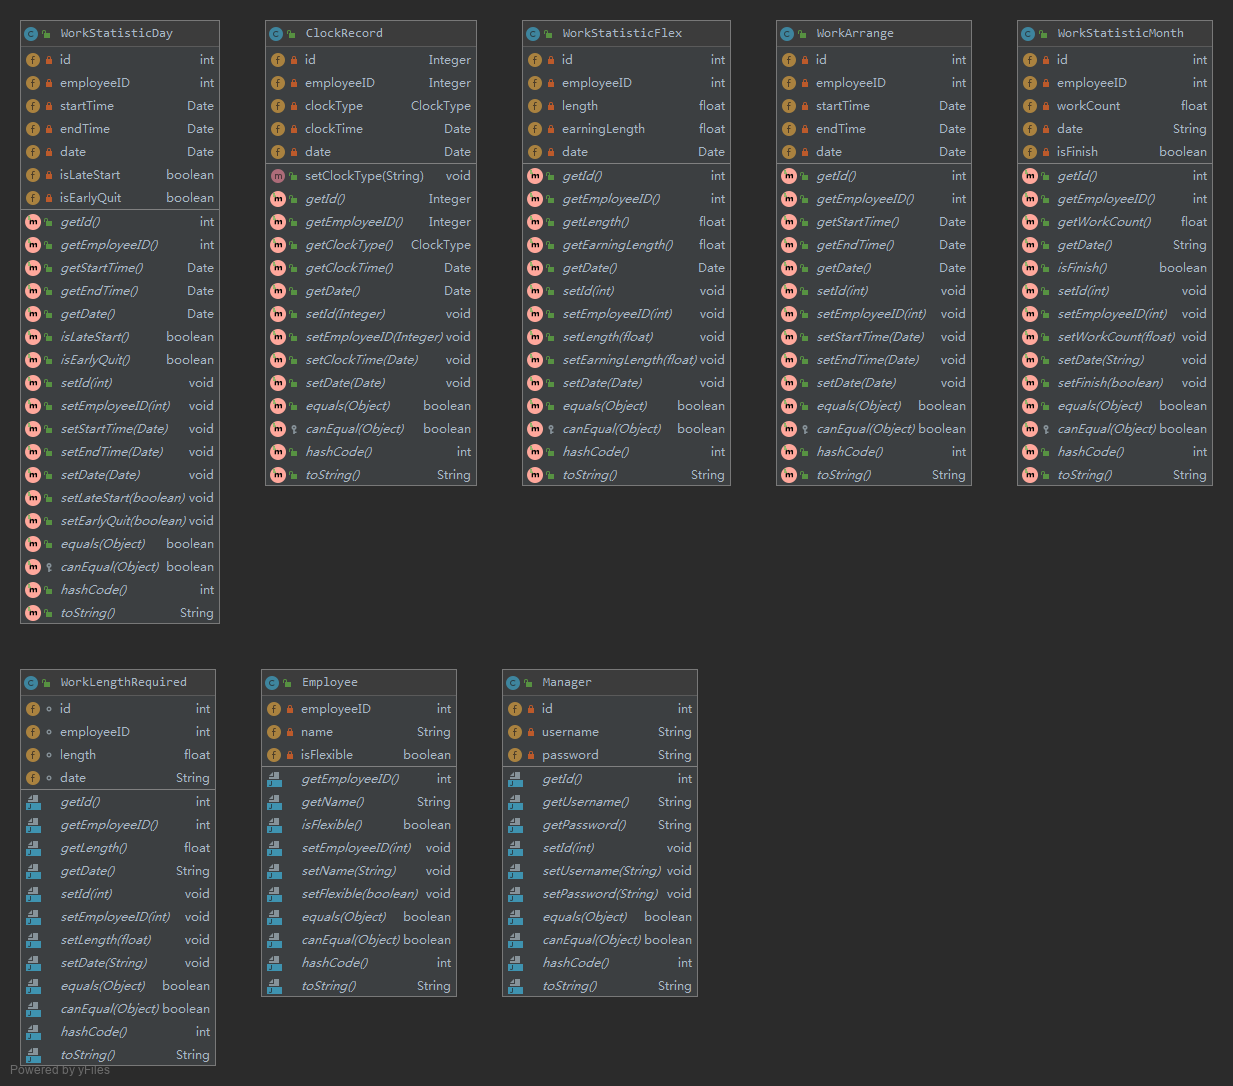 WorkStatisticDay
id int
employeeID int
startTime Date
endTime Date
date Date
isLateStart boolean
isEarlyQuit boolean
getId() int
getEmployeeID() int
getStartTime() Date
getEndTime() Date
getDate() Date
isLateStart() boolean
isEarlyQuit() boolean
setId(int) void
setEmployeeID(int) void
setStartTime(Date) void
setEndTime(Date) void
setDate(Date) void
setLateStart(boolean) void
setEarlyQuit(boolean) void
equals(Object) boolean
canEqual(Object) boolean
hashCode() int
toString() String
ClockRecord
id Integer
employeeID Integer
clockType ClockType
clockTime Date
date Date
setClockType(String) void
getId() Integer
getEmployeeID() Integer
getClockType() ClockType
getClockTime() Date
getDate() Date
setId(Integer) void
setEmployeeID(Integer) void
setClockTime(Date) void
setDate(Date) void
equals(Object) boolean
canEqual(Object) boolean
hashCode() int
toString() String
WorkStatisticFlex
id int
employeeID int
length float
earningLength float
date Date
getId() int
getEmployeeID() int
getLength() float
getEarningLength() float
getDate() Date
setId(int) void
setEmployeeID(int) void
setLength(float) void
setEarningLength(float) void
setDate(Date) void
equals(Object) boolean
canEqual(Object) boolean
hashCode() int
toString() String
WorkArrange
id int
employeeID int
startTime Date
endTime Date
date Date
getId() int
getEmployeeID() int
getStartTime() Date
getEndTime() Date
getDate() Date
setId(int) void
setEmployeeID(int) void
setStartTime(Date) void
setEndTime(Date) void
setDate(Date) void
equals(Object) boolean
canEqual(Object) boolean
hashCode() int
toString() String
WorkStatisticMonth
id int
employeeID int
workCount float
date String
isFinish boolean
getId() int
getEmployeeID() int
getWorkCount() float
getDate() String
isFinish() boolean
setId(int) void
setEmployeeID(int) void
setWorkCount(float) void
setDate(String) void
setFinish(boolean) void
equals(Object) boolean
canEqual(Object) boolean
hashCode() int
toString() String
WorkLengthRequired
id int
employeeID int
length float
date String
getId() int
getEmployeeID() int
getLength() float
getDate() String
setId(int) void
setEmployeeID(int) void
setLength(float) void
setDate(String) void
equals(Object) boolean
canEqual(Object) boolean
hashCode() int
toString() String
Employee
employeeID int
name String
isFlexible boolean
getEmployeeID() int
getName() String
isFlexible() boolean
setEmployeeID(int) void
setName(String) void
setFlexible(boolean) void
equals(Object) boolean
canEqual(Object) boolean
hashCode() int
toString() String
Manager
id int
username String
password String
getId() int
getUsername() String
getPassword() String
setId(int) void
setUsername(String) void
setPassword(String) void
equals(Object) boolean
canEqual(Object) boolean
hashCode() int
toString() String
Powered by yFiles